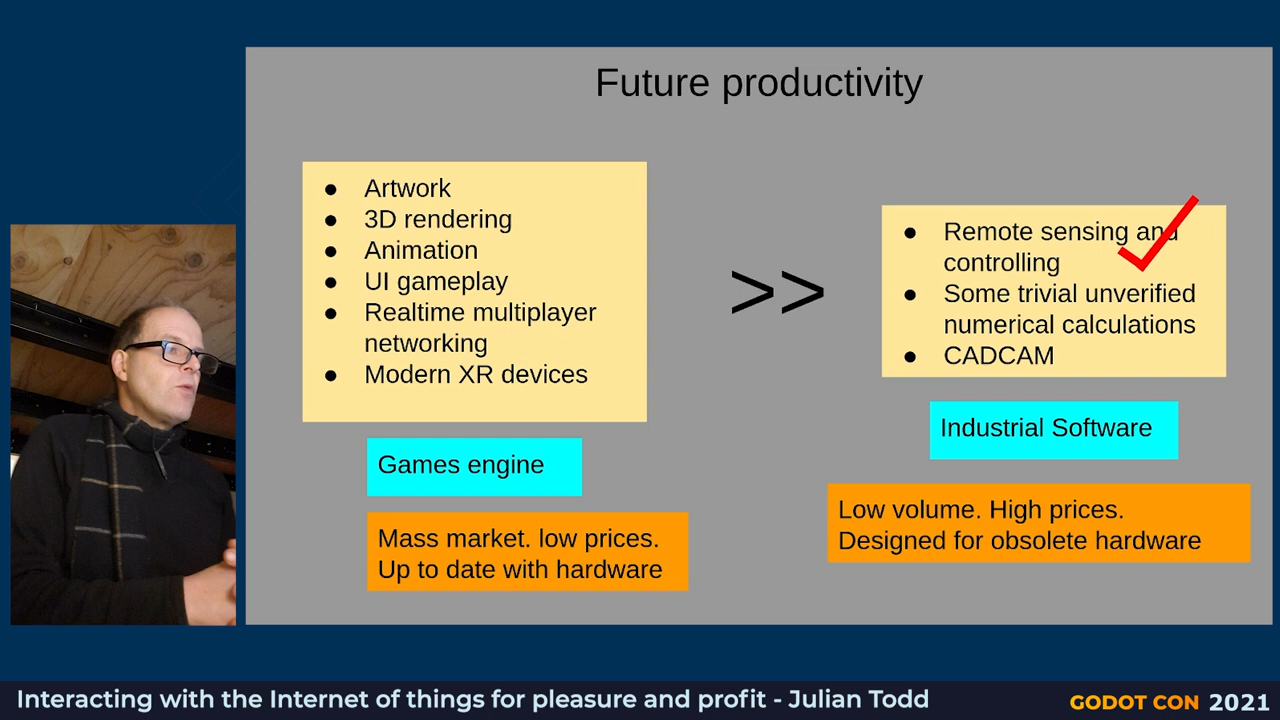 Future productivity
● Artwork
● 3D rendering
● Animation
● UI gameplay
● Realtime multiplayer
networking
● Modern XR devices
>>
● Remote sensing and
controlling
● Some trivial unverified
numerical calculations
● CADCAM
Games engine
Industrial Software
Mass market. low prices.
Up to date with hardware
Low volume. High prices.
Designed for obsolete hardware
Interacting with the Internet of things for pleasure and profit - Julian Todd
GODOT CON 2021